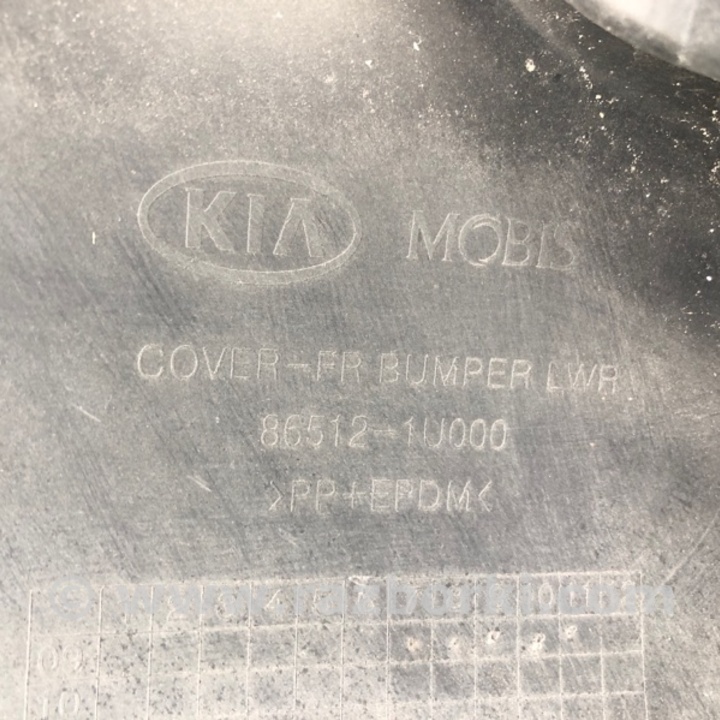 KIA MOBIS
COVER-FR BUMPER LWR
86512-1U000
>PP+EPDM<
09
10